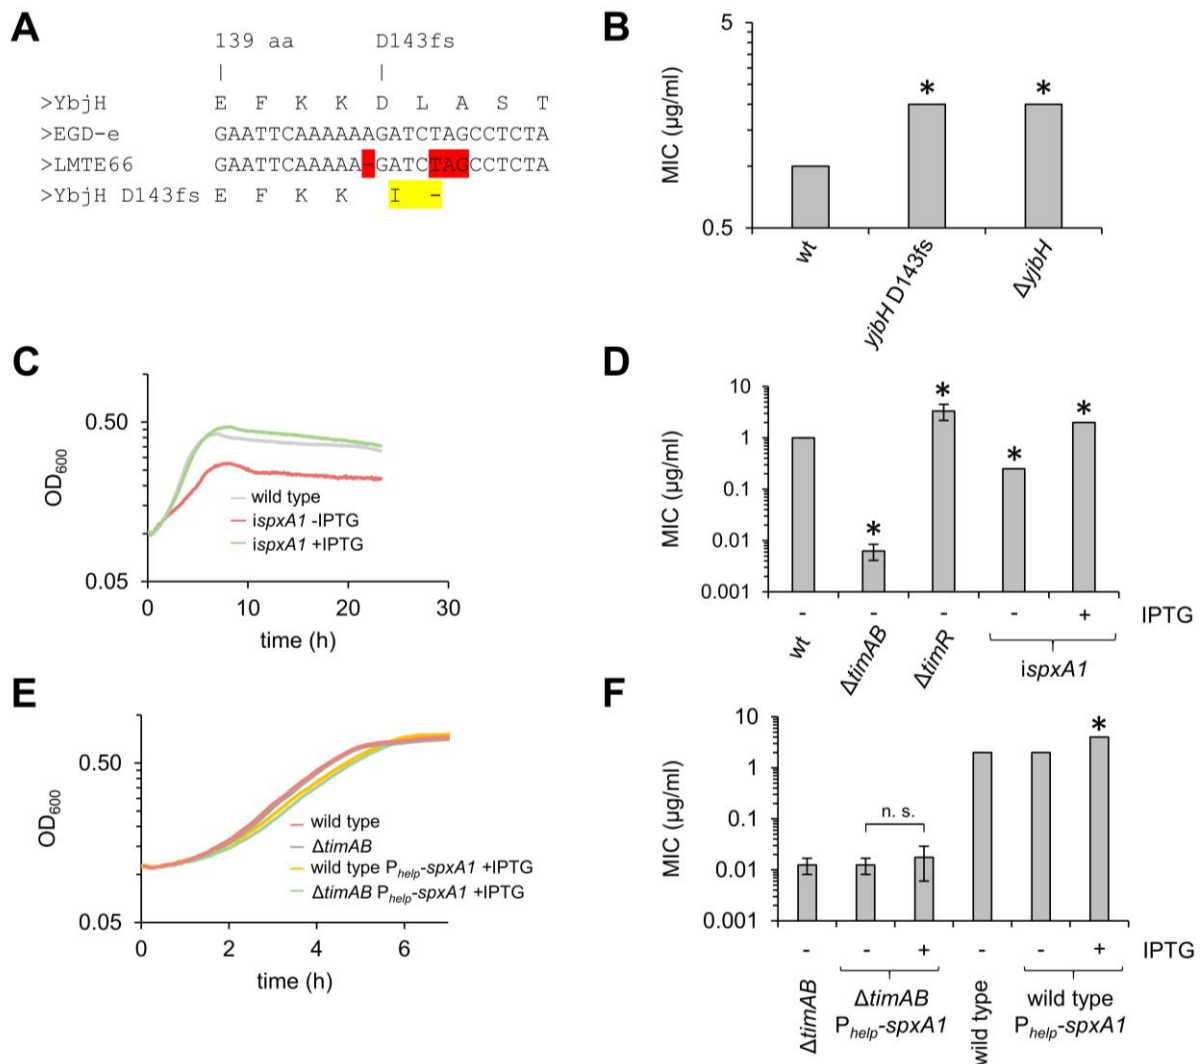 A
139 aa D143fs
| |
>YbjH E F K K D L A S T
>EGD-e GAATTCAAAAAAGATCTAGCCTCTA
>LMTE66 GAATTCAAAAA-GATCTAGCCTCTA
>YbjH D143fs E F K K I -
B
MIC (µg/ml)
5
0.5
* *
wt
yjbH D143fs
ΔyjbH
C
OD600
0.50
0.05
0 10 20 30
time (h)
wild type
ispxA1 -IPTG
ispxA1 +IPTG
D
MIC (µg/ml)
10
1
0.1
0.01
0.001
* * * *
- - - - + IPTG
wt
ΔtimAB
ΔtimR
ispxA1
E
OD600
0.50
0.05
0 2 4 6
time (h)
wild type
ΔtimAB
wild type Phelp-spxA1 +IPTG
ΔtimAB Phelp-spxA1 +IPTG
F
MIC (µg/ml)
10
1
0.1
0.01
0.001
n. s.
*
- - + - - + IPTG
ΔtimAB
ΔtimAB
Phelp-spxA1
wild type
wild type
Phelp-spxA1